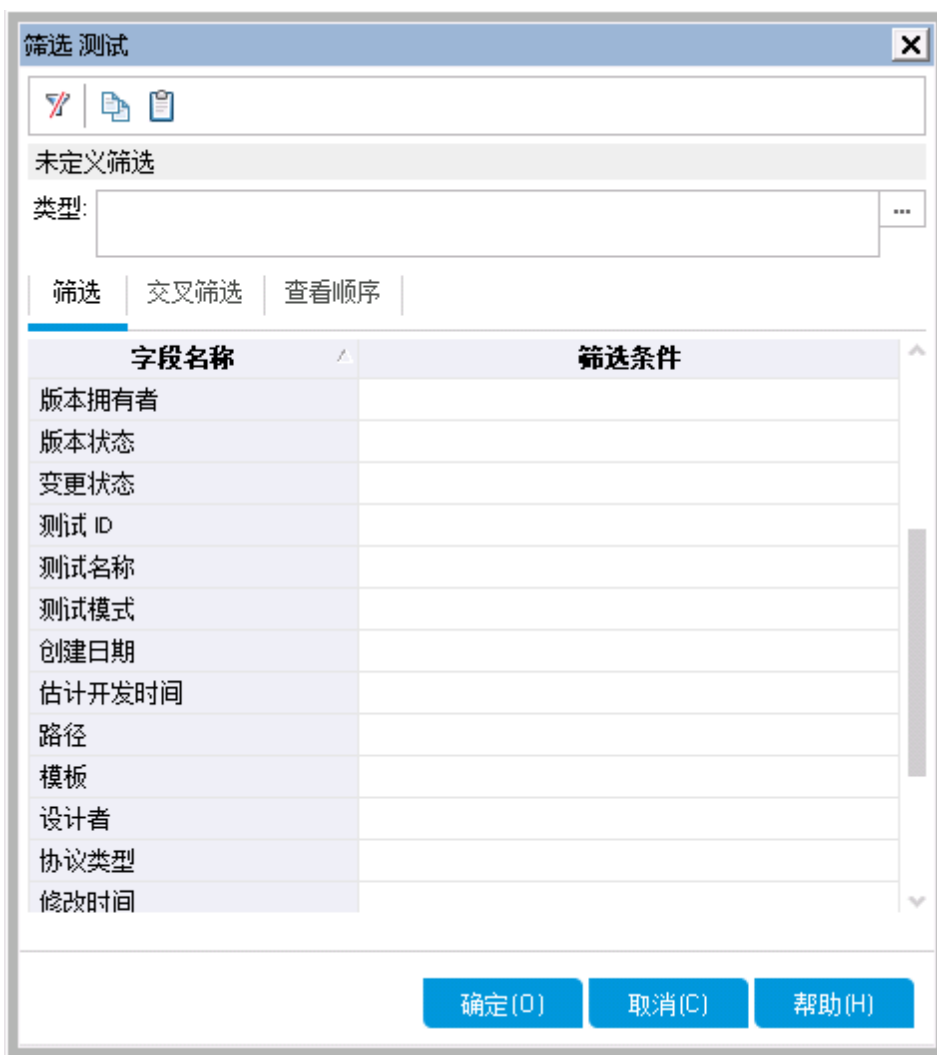 筛选 测试
未定义筛选
类型:
...
筛选 交叉筛选 查看顺序
字段名称 筛选条件
版本拥有者
版本状态
变更状态
测试 ID
测试名称
测试模式
创建日期
估计开发时间
路径
模板
设计者
协议类型
修改时间
确定(O) 取消(C) 帮助(H)